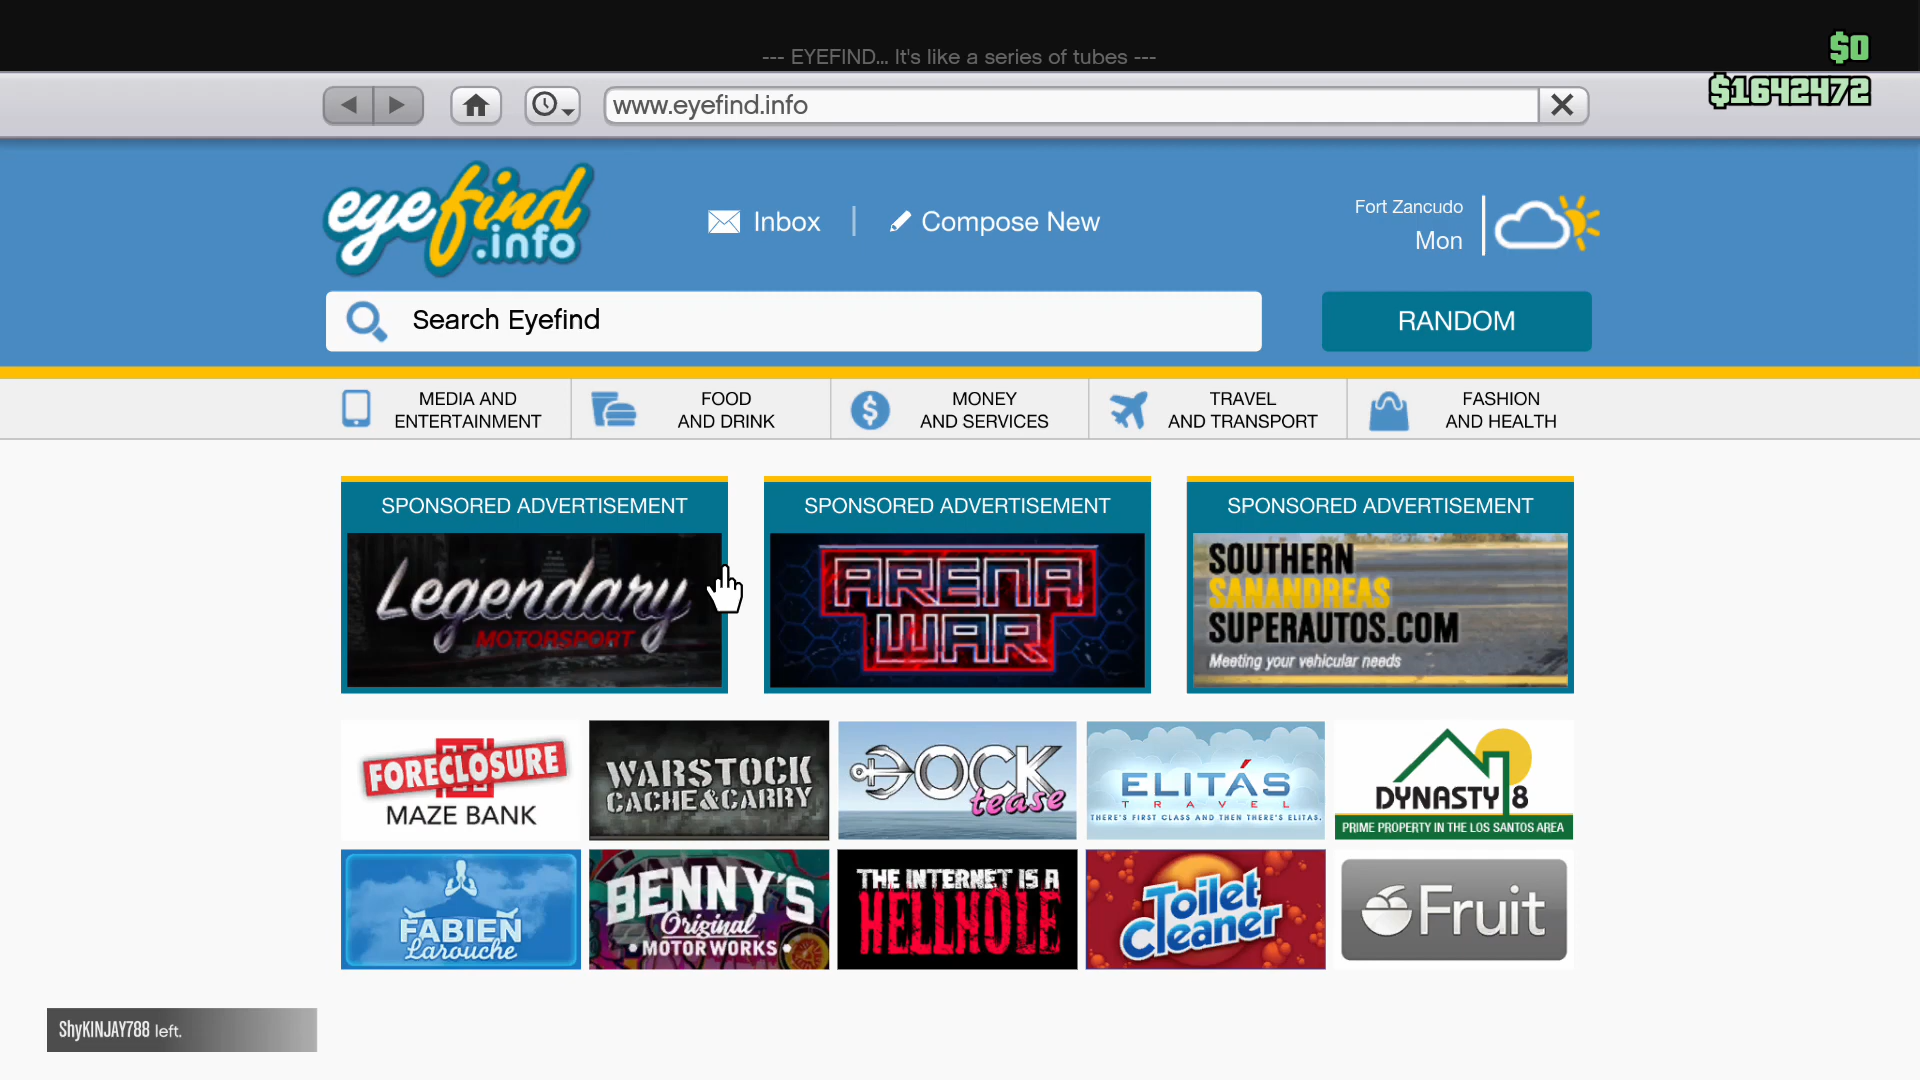 --- EYEFIND... It's like a series of tubes ---
$0
$1642472
www.eyefind.info
eyefind
.info
Inbox
Compose New
Fort Zancudo
Mon
Search Eyefind
RANDOM
MEDIA AND
ENTERTAINMENT
FOOD
AND DRINK
MONEY
AND SERVICES
TRAVEL
AND TRANSPORT
FASHION
AND HEALTH
SPONSORED ADVERTISEMENT
Legendary
MOTORSPORT
SPONSORED ADVERTISEMENT
ARENA
WAR
SPONSORED ADVERTISEMENT
SOUTHERN
SANANDREAS
SUPERAUTOS.COM
Meeting your vehicular needs
FORECLOSURE
MAZE BANK
WARSTOCK
CACHE&CARRY
DOCK
tease
ELITÁS
TRAVEL
THERE'S FIRST CLASS AND THEN THERE'S ELITAS.
DYNASTY 8
PRIME PROPERTY IN THE LOS SANTOS AREA
FABIEN
Larouche
BENNY'S
Original
MOTOR WORKS
THE INTERNET IS A
HELLHOLE
Toilet
Cleaner
Fruit
ShyKINJAY788 left.